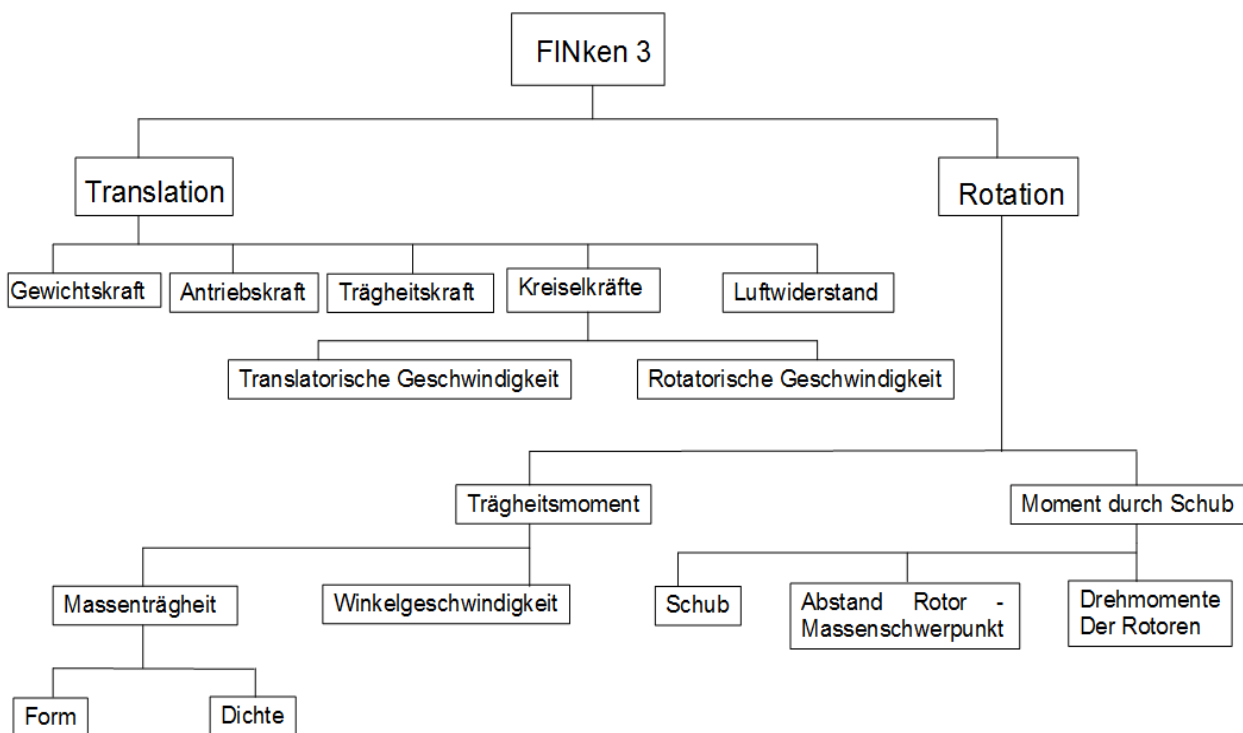 FINken 3
Translation
Rotation
Gewichtskraft
Antriebskraft
Trägheitskraft
Kreiselkräfte
Luftwiderstand
Translatorische Geschwindigkeit
Rotatorische Geschwindigkeit
Trägheitsmoment
Moment durch Schub
Massenträgheit
Winkelgeschwindigkeit
Schub
Abstand Rotor -
Massenschwerpunkt
Drehmomente
Der Rotoren
Form
Dichte